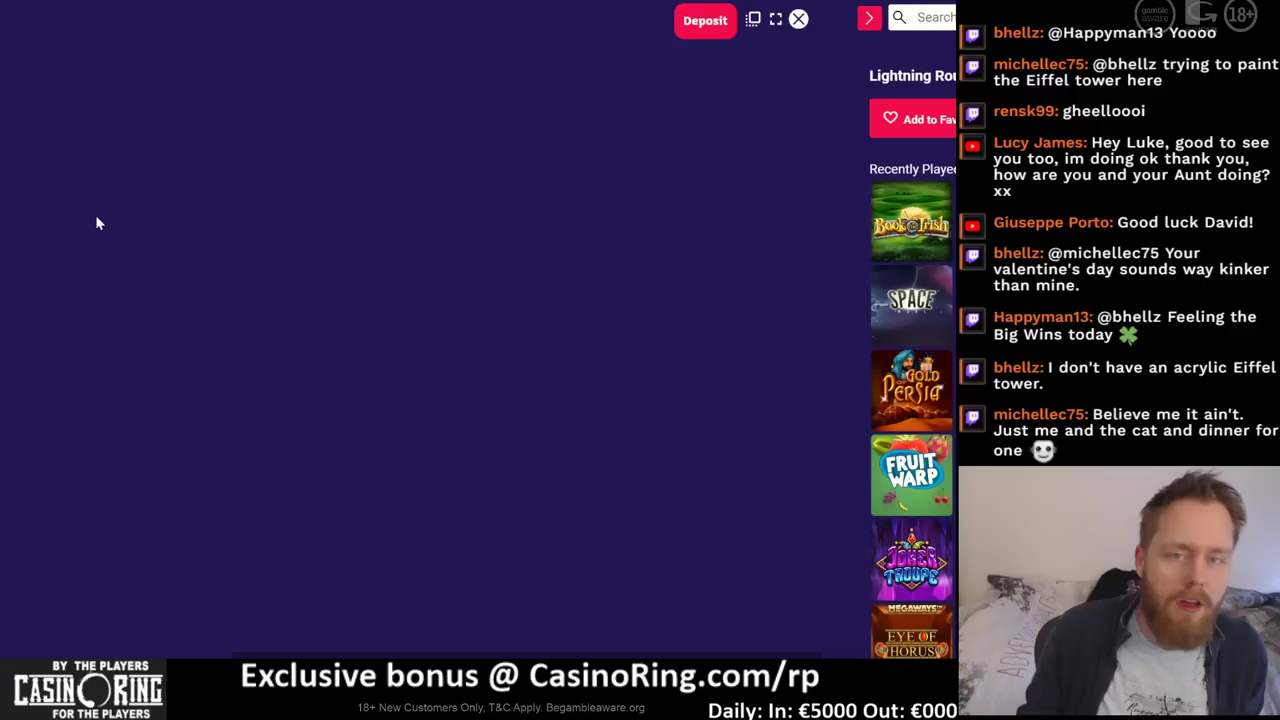 Deposit
Search
Lightning Rou
Add to Fav
Recently Playe
BOOK OF IRISH
SPACE
GOLD OF PERSIA
FRUIT WARP
JOKER TROUPE
MEGAWAYS™
EYE OF HORUS
gamble aware
G
18+
bhellz: @Happyman13 Yoooo
michellec75: @bhellz trying to paint
the Eiffel tower here
rensk99: gheelloooi
Lucy James: Hey Luke, good to see
you too, im doing ok thank you,
how are you and your Aunt doing?
xx
Giuseppe Porto: Good luck David!
bhellz: @michellec75 Your
valentine's day sounds way kinker
than mine.
Happyman13: @bhellz Feeling the
Big Wins today 🍀
bhellz: I don't have an acrylic Eiffel
tower.
michellec75: Believe me it ain't.
Just me and the cat and dinner for
one
BY THE PLAYERS
CASINORING
FOR THE PLAYERS
Exclusive bonus @ CasinoRing.com/rp
18+ New Customers Only, T&C Apply. Begambleaware.org
Daily: In: €5000 Out: €000